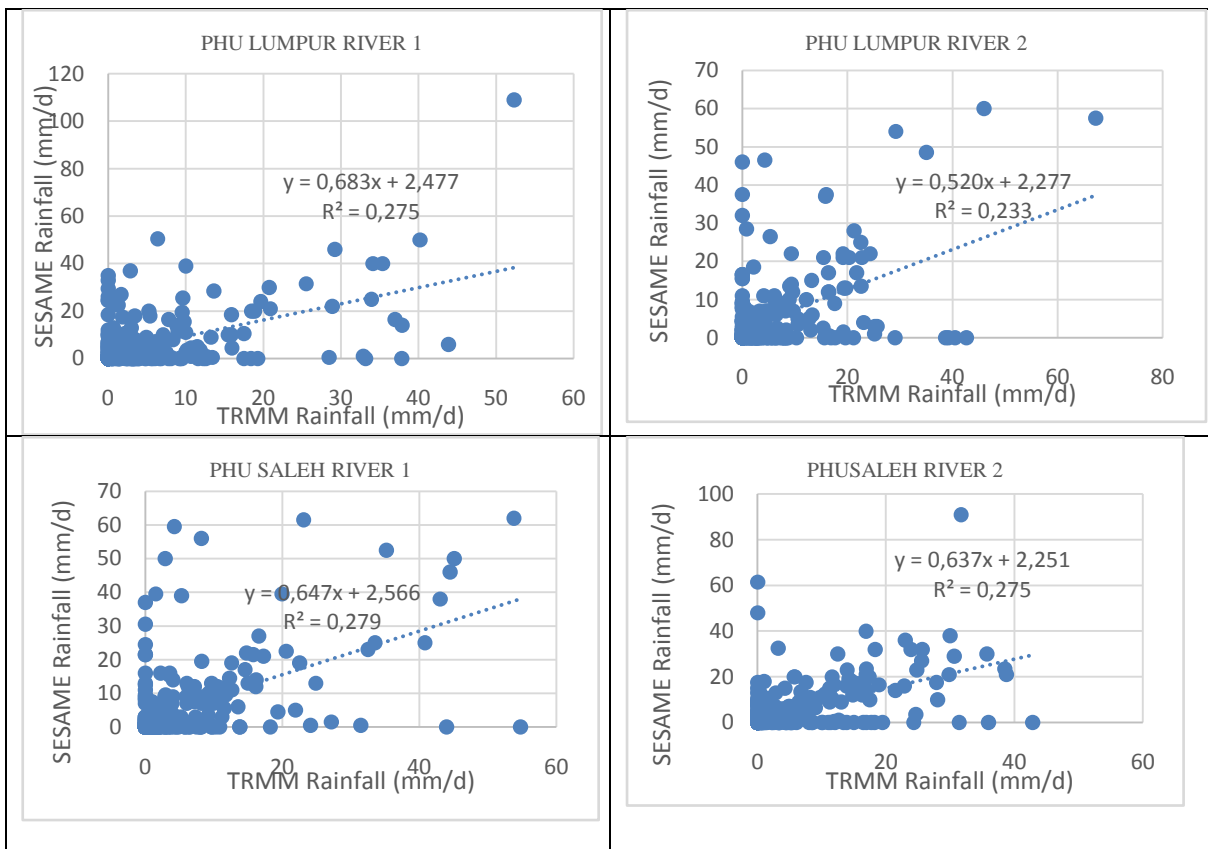 PHU LUMPUR RIVER 1
120
100
80
60
40
20
0
SESAME Rainfall (mm/d)
y = 0,683x + 2,477
R² = 0,275
0 10 20 30 40 50 60
TRMM Rainfall (mm/d)
PHU LUMPUR RIVER 2
70
60
50
40
30
20
10
0
SESAME Rainfall (mm/d)
y = 0,520x + 2,277
R² = 0,233
0 20 40 60 80
TRMM Rainfall (mm/d)
PHU SALEH RIVER 1
70
60
50
40
30
20
10
0
SESAME Rainfall (mm/d)
y = 0,647x + 2,566
R² = 0,279
0 20 40 60
TRMM Rainfall (mm/d)
PHUSALEH RIVER 2
100
80
60
40
20
0
SESAME Rainfall (mm/d)
y = 0,637x + 2,251
R² = 0,275
0 20 40 60
TRMM Rainfall (mm/d)